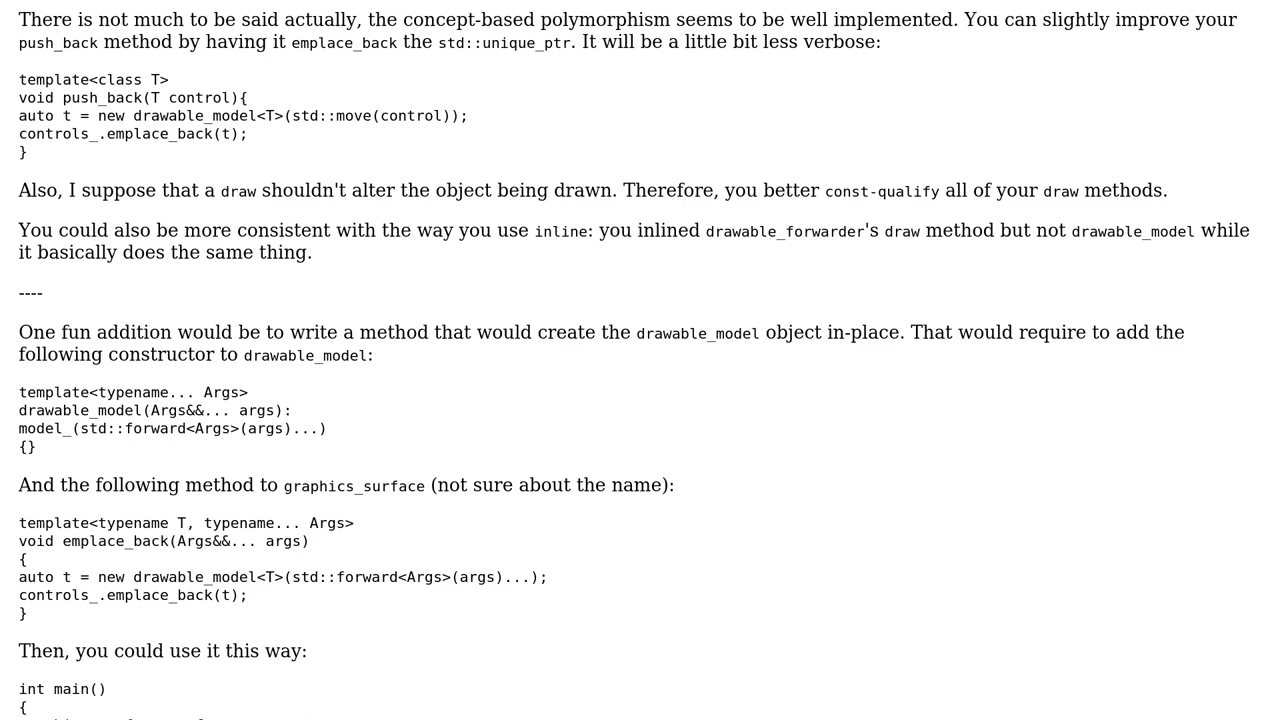 There is not much to be said actually, the concept-based polymorphism seems to be well implemented. You can slightly improve your
push_back method by having it emplace_back the std::unique_ptr. It will be a little bit less verbose:
template<class T>
void push_back(T control){
auto t = new drawable_model<T>(std::move(control));
controls_.emplace_back(t);
}
Also, I suppose that a draw shouldn't alter the object being drawn. Therefore, you better const-qualify all of your draw methods.
You could also be more consistent with the way you use inline: you inlined drawable_forwarder's draw method but not drawable_model while
it basically does the same thing.
----
One fun addition would be to write a method that would create the drawable_model object in-place. That would require to add the
following constructor to drawable_model:
template<typename... Args>
drawable_model(Args&&... args):
model_(std::forward<Args>(args)...)
{}
And the following method to graphics_surface (not sure about the name):
template<typename T, typename... Args>
void emplace_back(Args&&... args)
{
auto t = new drawable_model<T>(std::forward<Args>(args)...);
controls_.emplace_back(t);
}
Then, you could use it this way:
int main()
{